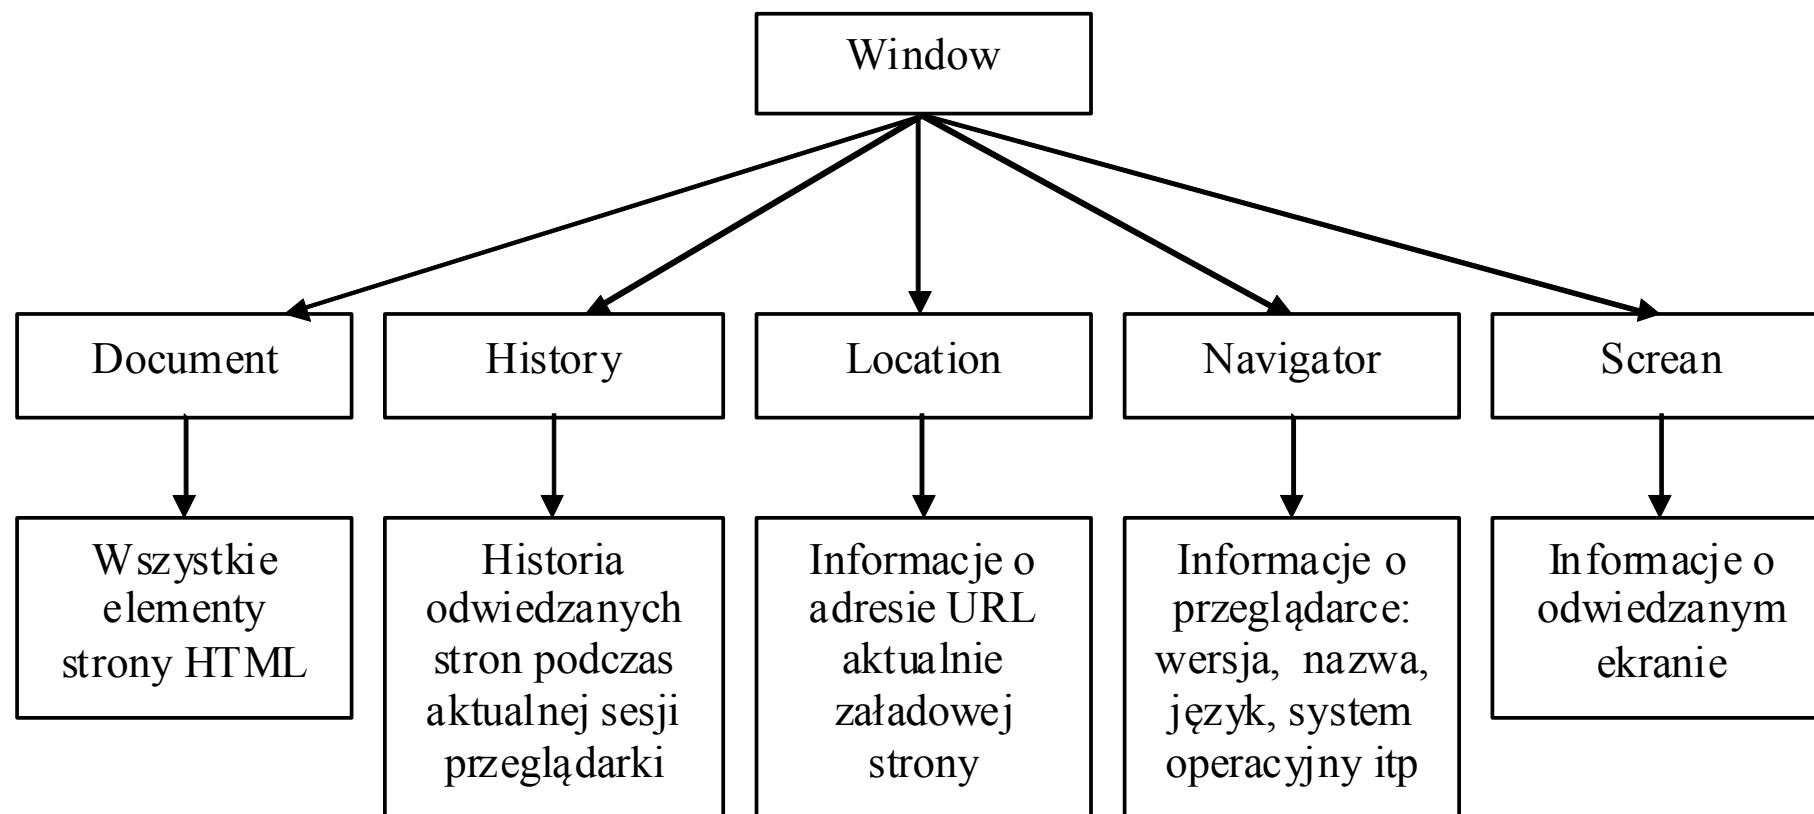 Window
Document
History
Location
Navigator
Screan
Wszystkie
elementy
strony HTML
Historia
odwiedzanych
stron podczas
aktualnej sesji
przeglądarki
Informacje o
adresie URL
aktualnie
załadowej
strony
Informacje o
przeglądarce:
wersja, nazwa,
język, system
operacyjny itp
Informacje o
odwiedzanym
ekranie